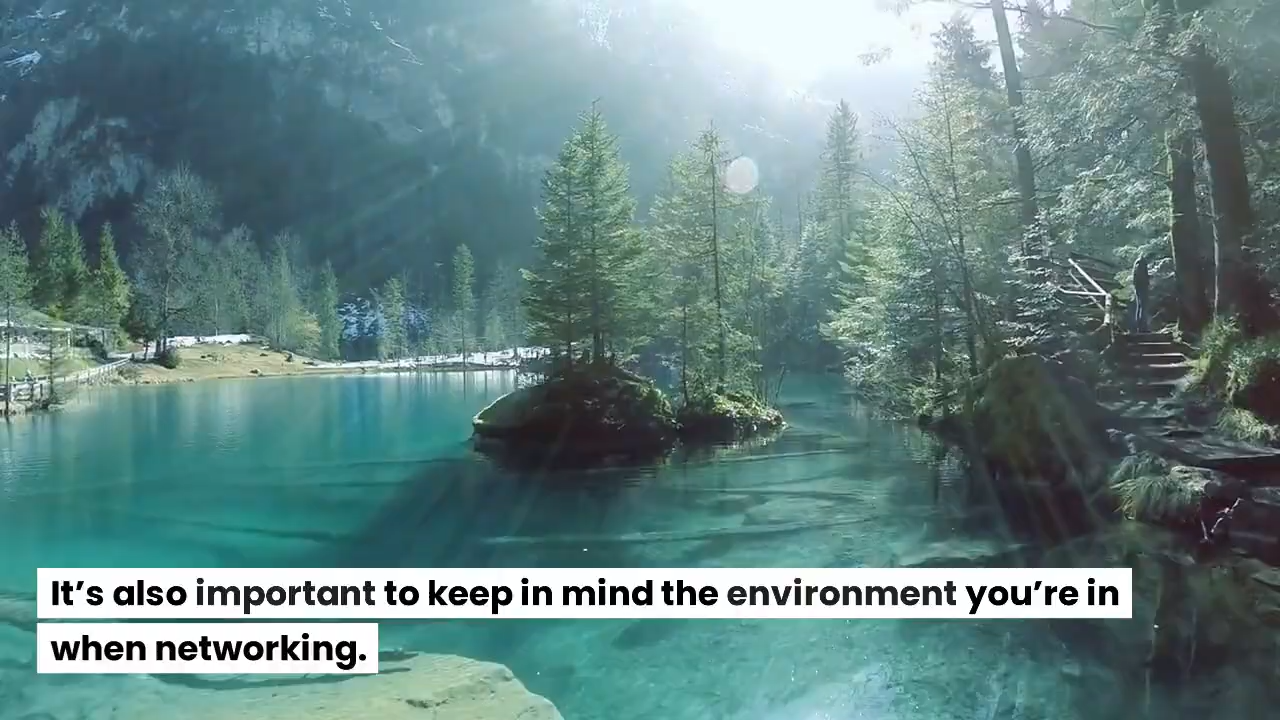 It’s also important to keep in mind the environment you’re in
when networking.